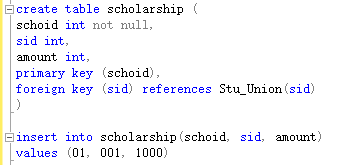 create table scholarship (
schoid int not null,
sid int,
amount int,
primary key (schoid),
foreign key (sid) references Stu_Union(sid)
)
insert into scholarship(schoid, sid, amount)
values (01, 001, 1000)